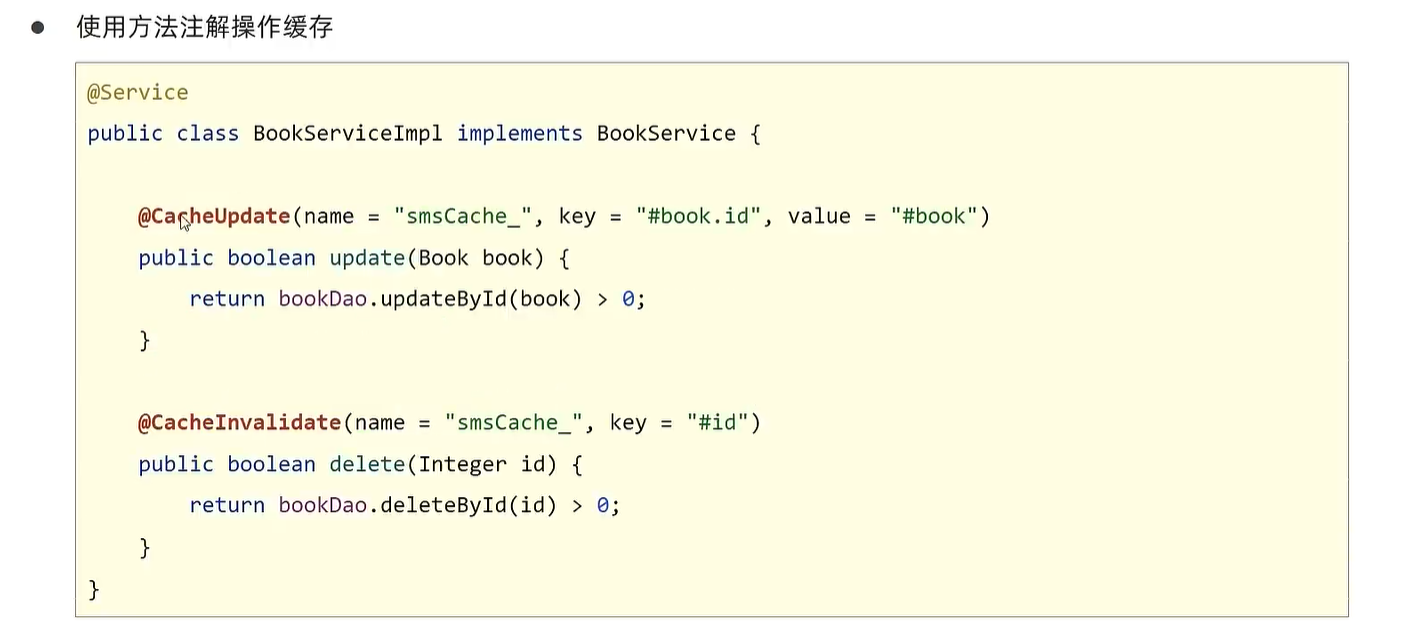 ● 使用方法注解操作缓存
@Service
public class BookServiceImpl implements BookService {
@CacheUpdate(name = "smsCache_", key = "#book.id", value = "#book")
public boolean update(Book book) {
return bookDao.updateById(book) > 0;
}
@CacheInvalidate(name = "smsCache_", key = "#id")
public boolean delete(Integer id) {
return bookDao.deleteById(id) > 0;
}
}